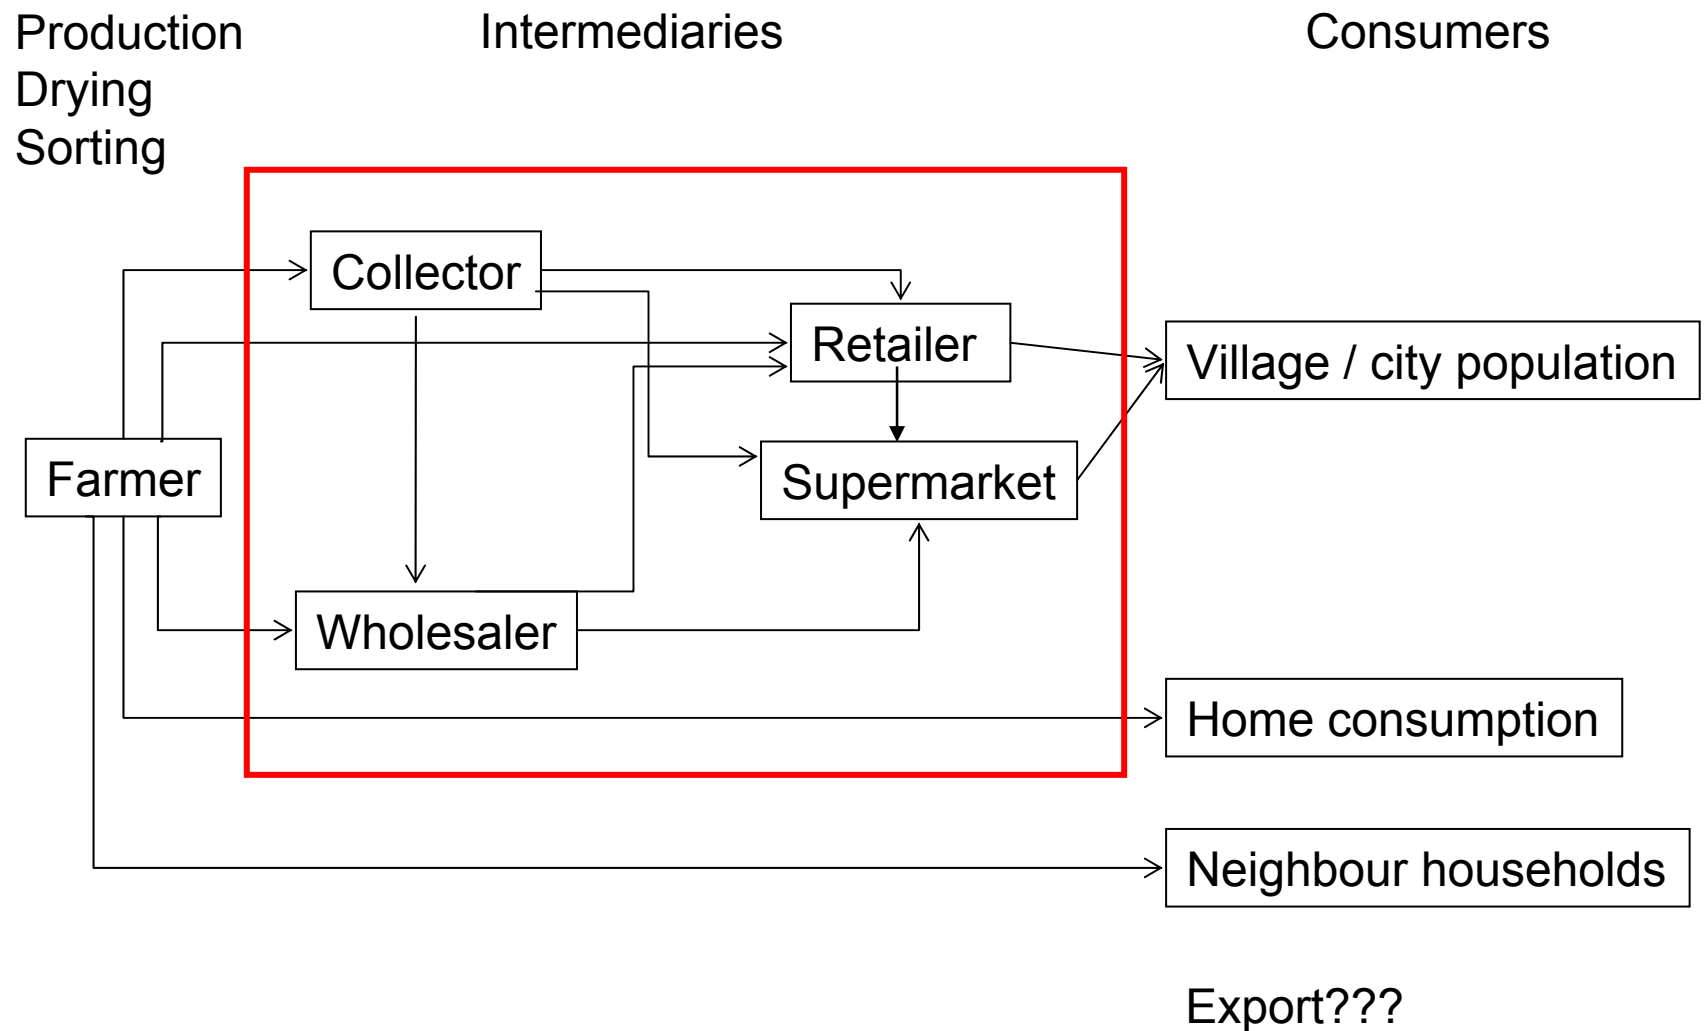 Production
Drying
Sorting
Intermediaries
Consumers
Collector
Retailer
Village / city population
Farmer
Supermarket
Wholesaler
Home consumption
Neighbour households
Export???